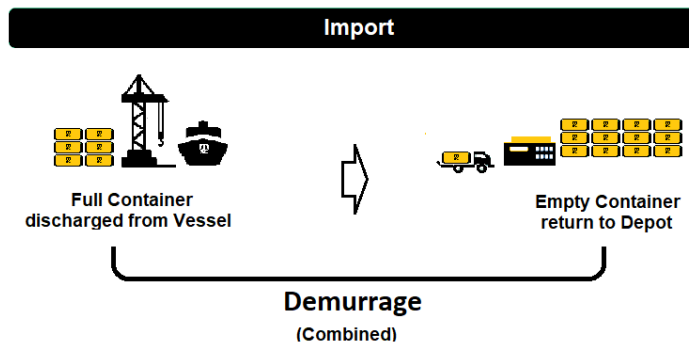 Import
Full Container
discharged from Vessel
Empty Container
return to Depot
Demurrage
(Combined)